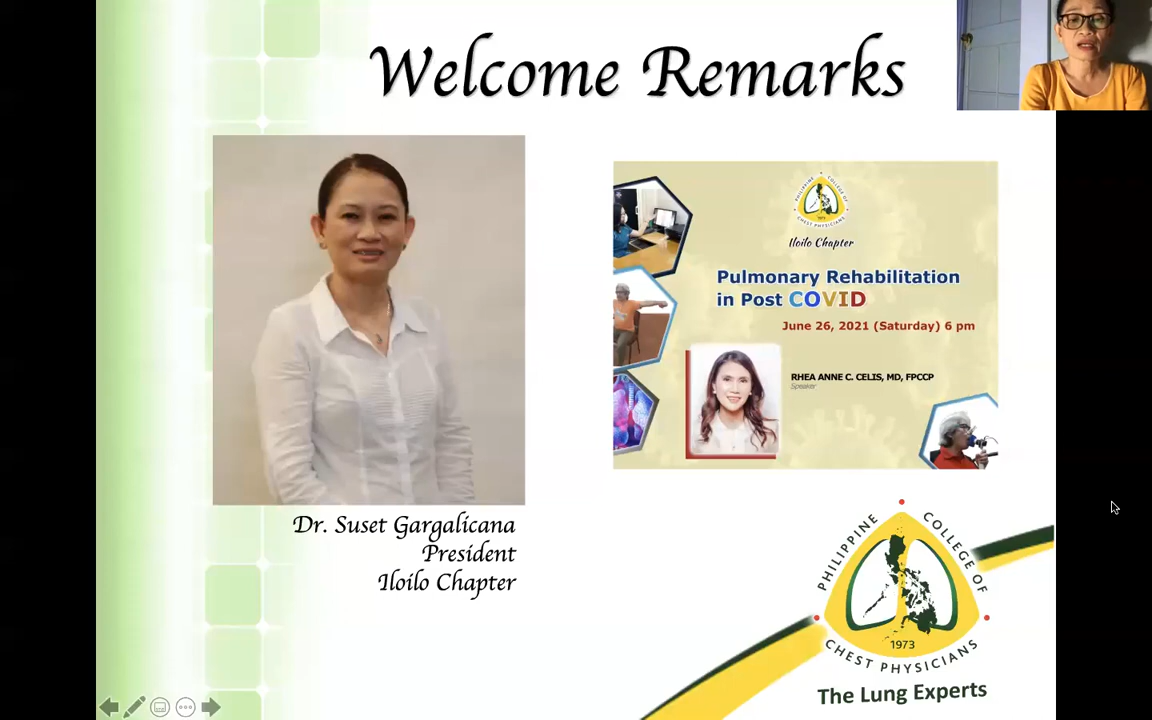 Welcome Remarks
PHILIPPINE COLLEGE OF
CHEST PHYSICIANS
Iloilo Chapter
Pulmonary Rehabilitation
in Post COVID
June 26, 2021 (Saturday) 6 pm
RHEA ANNE C. CELIS, MD, FPCCP
Speaker
Dr. Suset Gargalicana
President
Iloilo Chapter
PHILIPPINE COLLEGE OF
1973
CHEST PHYSICIANS
The Lung Experts